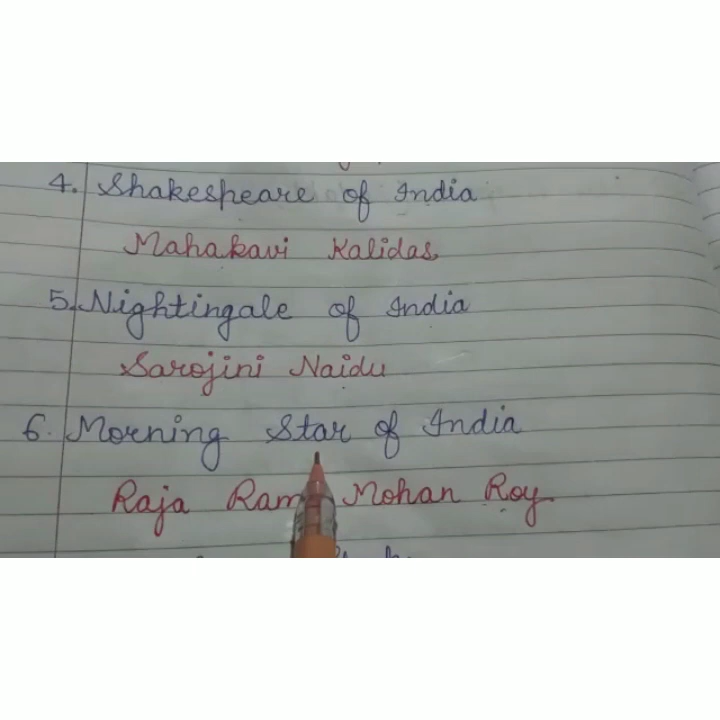 4. Shakespeare of India
Mahakavi Kalidas
5. Nightingale of India
Sarojini Naidu
6. Morning Star of India
Raja Ram Mohan Roy